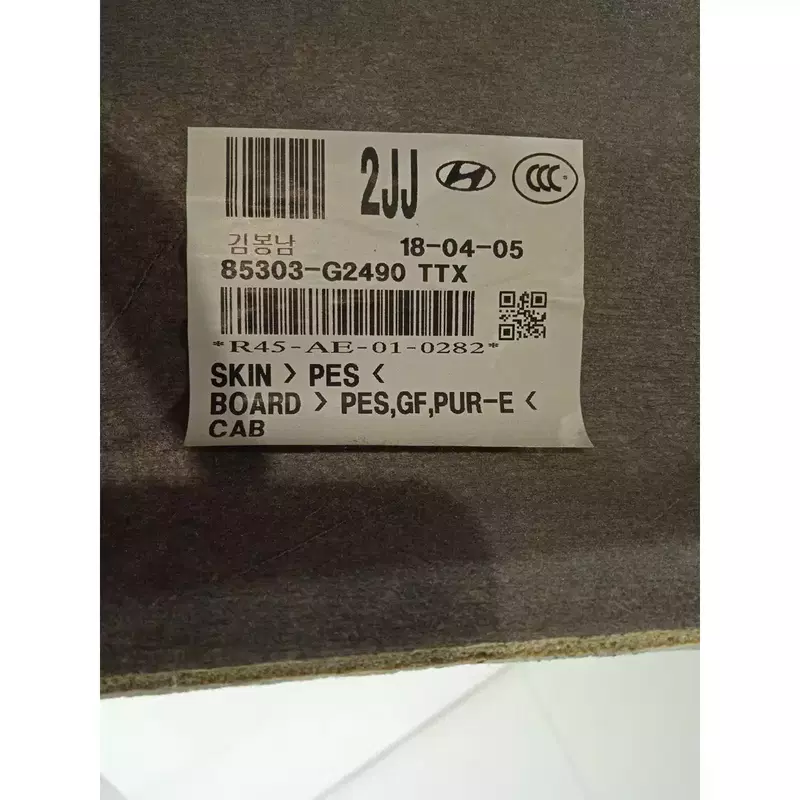 2JJ
CCC
김봉남 18-04-05
85303-G2490 TTX
*R45-AE-01-0282*
SKIN > PES <
BOARD > PES,GF,PUR-E <
CAB